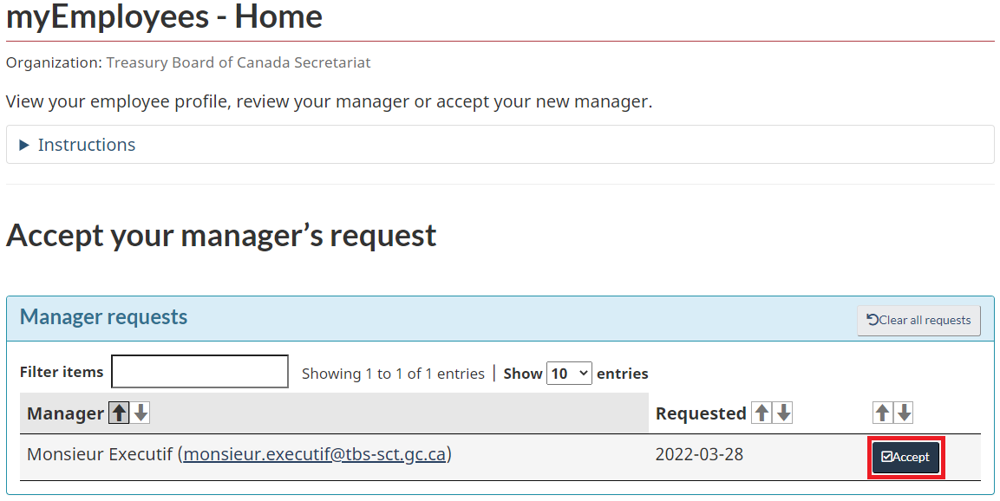 myEmployees - Home
Organization: Treasury Board of Canada Secretariat
View your employee profile, review your manager or accept your new manager.
Instructions
Accept your manager’s request
Manager requests
Clear all requests
Filter items Showing 1 to 1 of 1 entries | Show 10 entries
Manager Requested
Monsieur Executif (monsieur.executif@tbs-sct.gc.ca) 2022-03-28 Accept